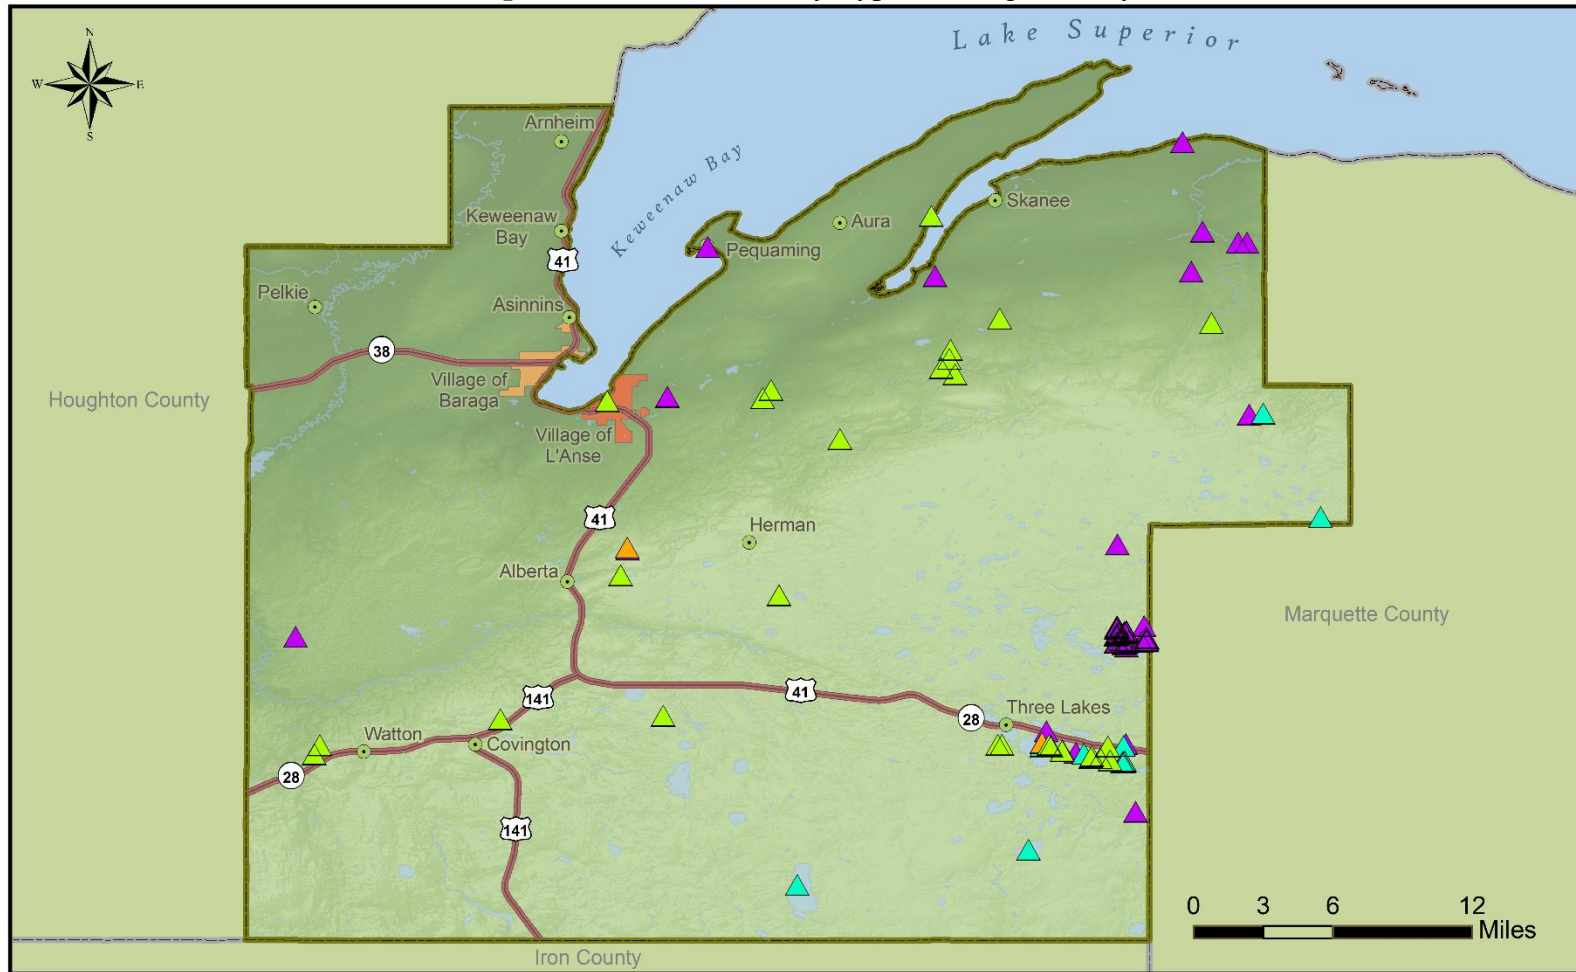 Lake Superior
N
W E
S
Arnheim
Keweenaw Bay
Keweenaw
Bay
Skanee
Aura
41
Pequaming
Pelkie
Asinnins
38
Village of
Baraga
Houghton County
Village of
L'Anse
41
Herman
Alberta
Marquette County
141
41
Three Lakes
28
Watton
Covington
28
141
0 3 6 12
Miles
Iron County